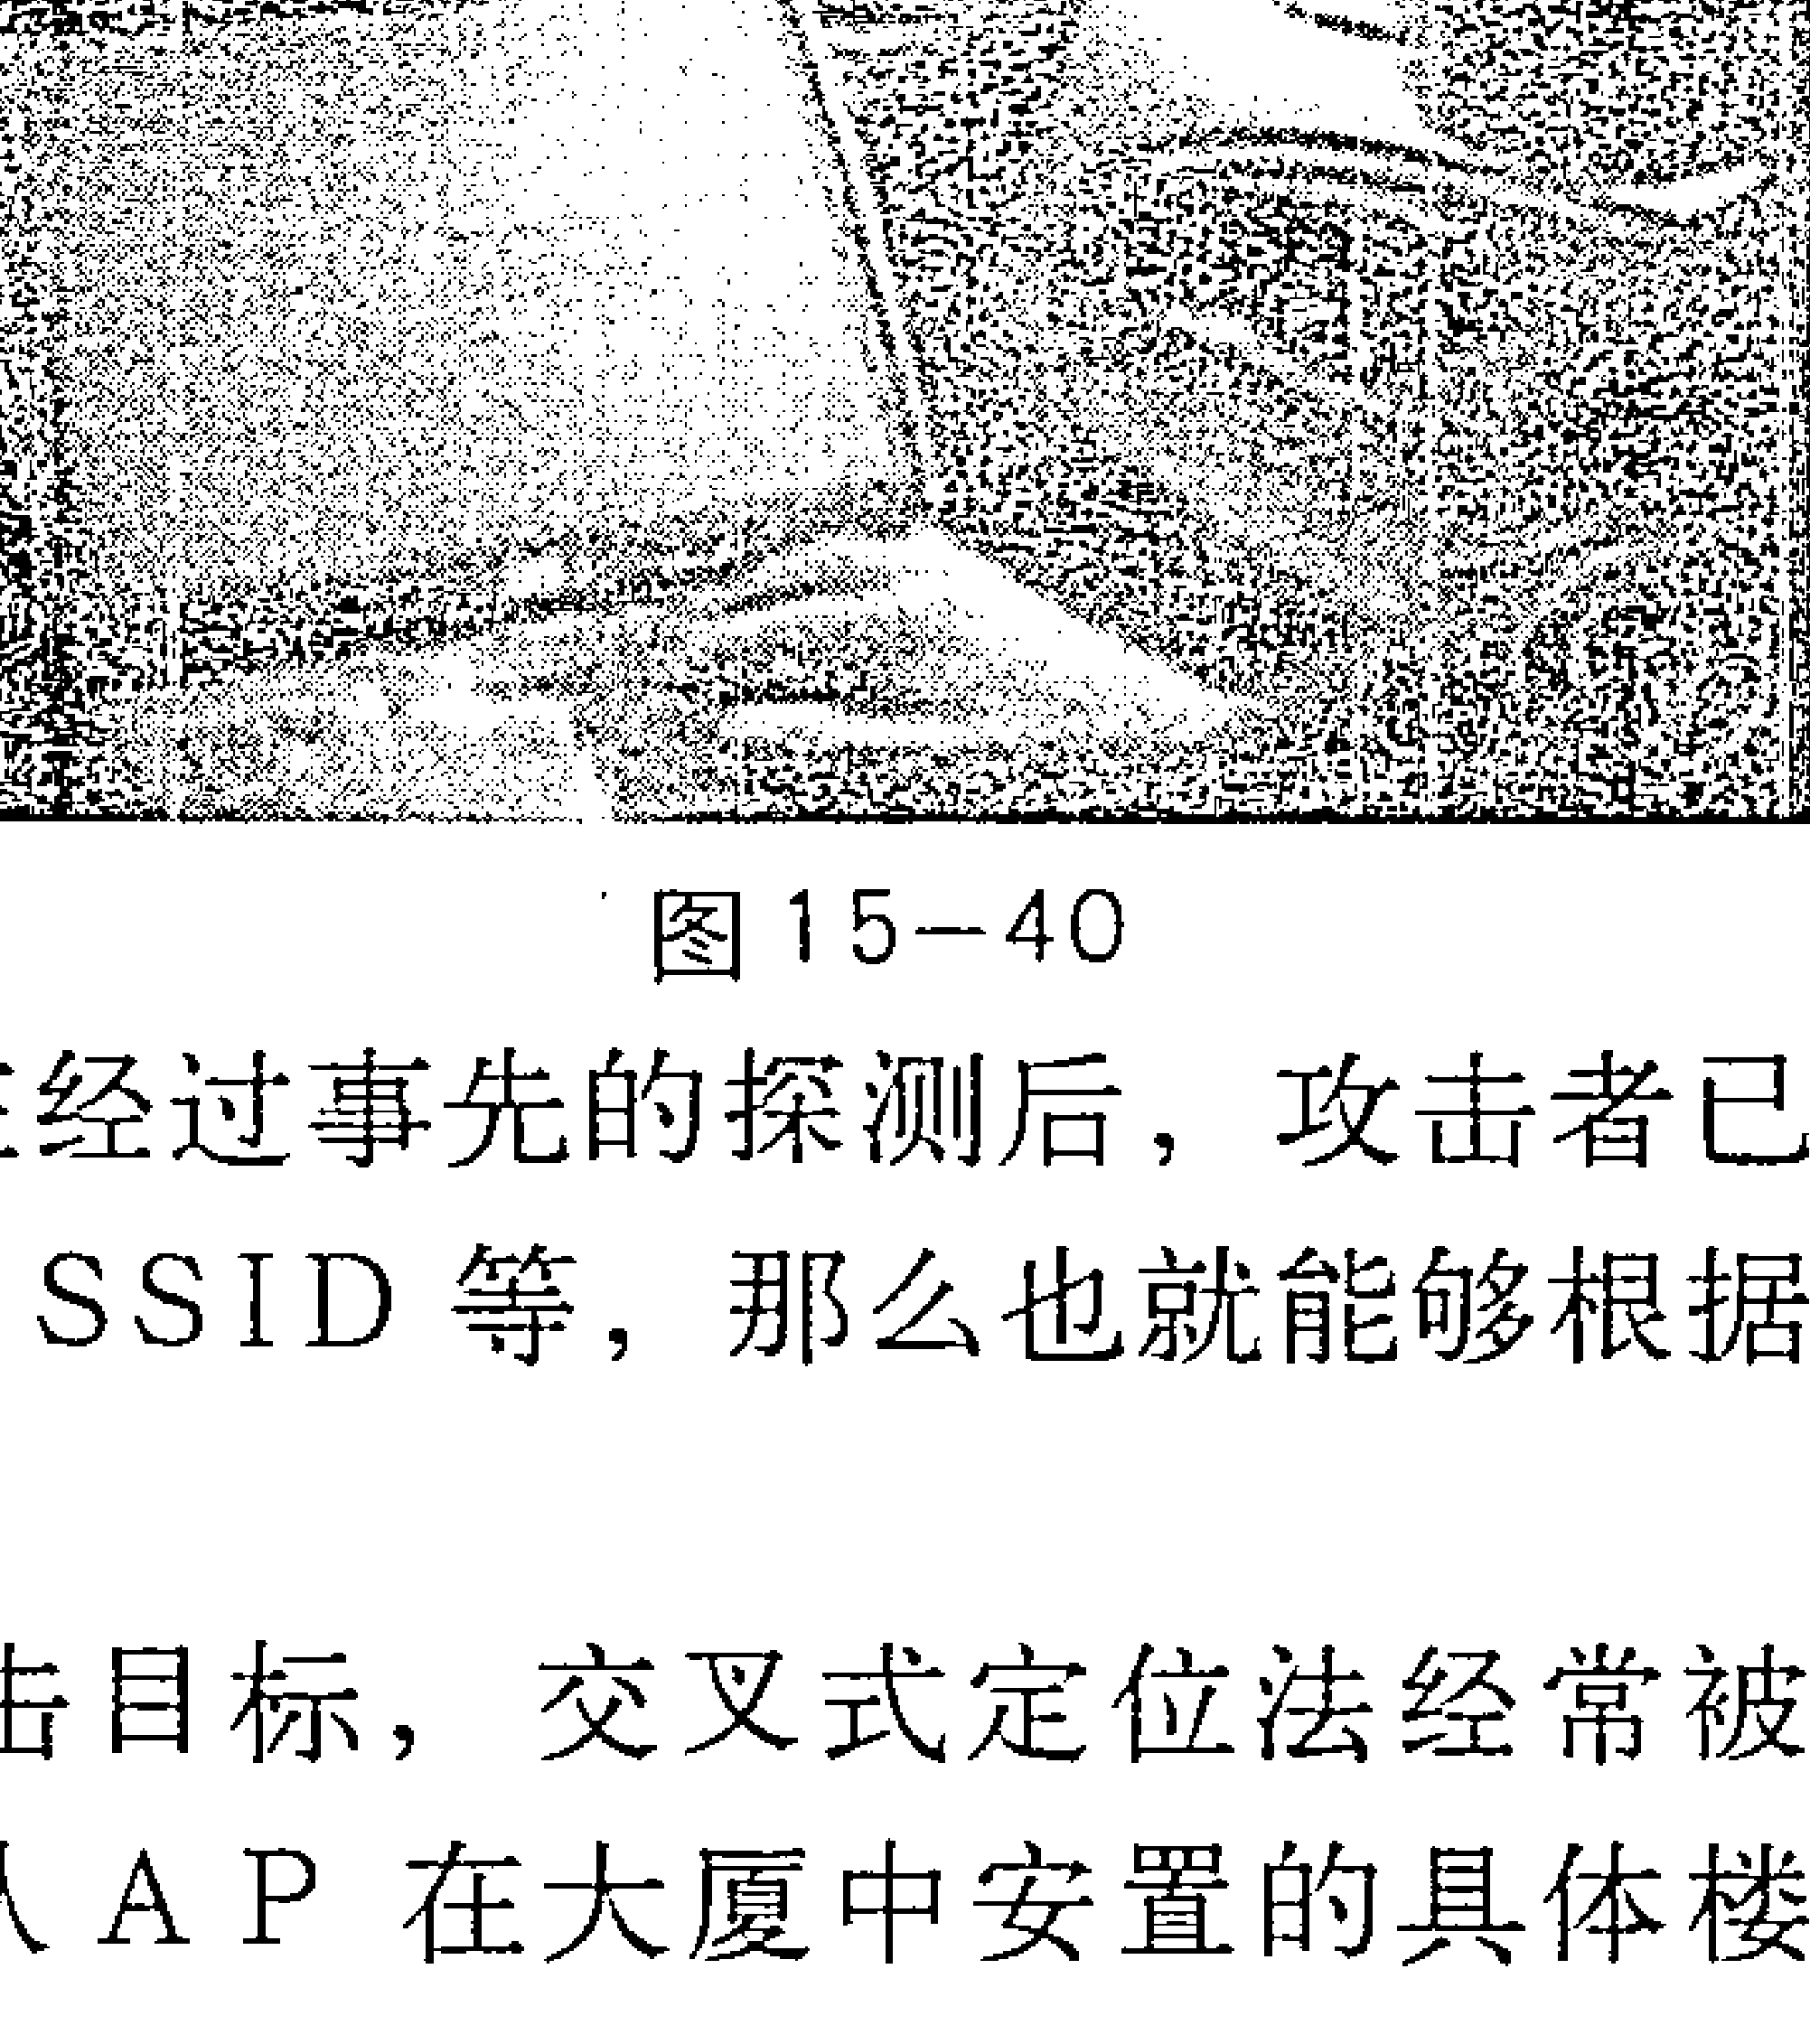 图 15-40
经过事先的探测后，攻击者已
SSID 等，那么也就能够根据
击目标，交叉式定位法经常被
AP 在大厦中安置的具体楼